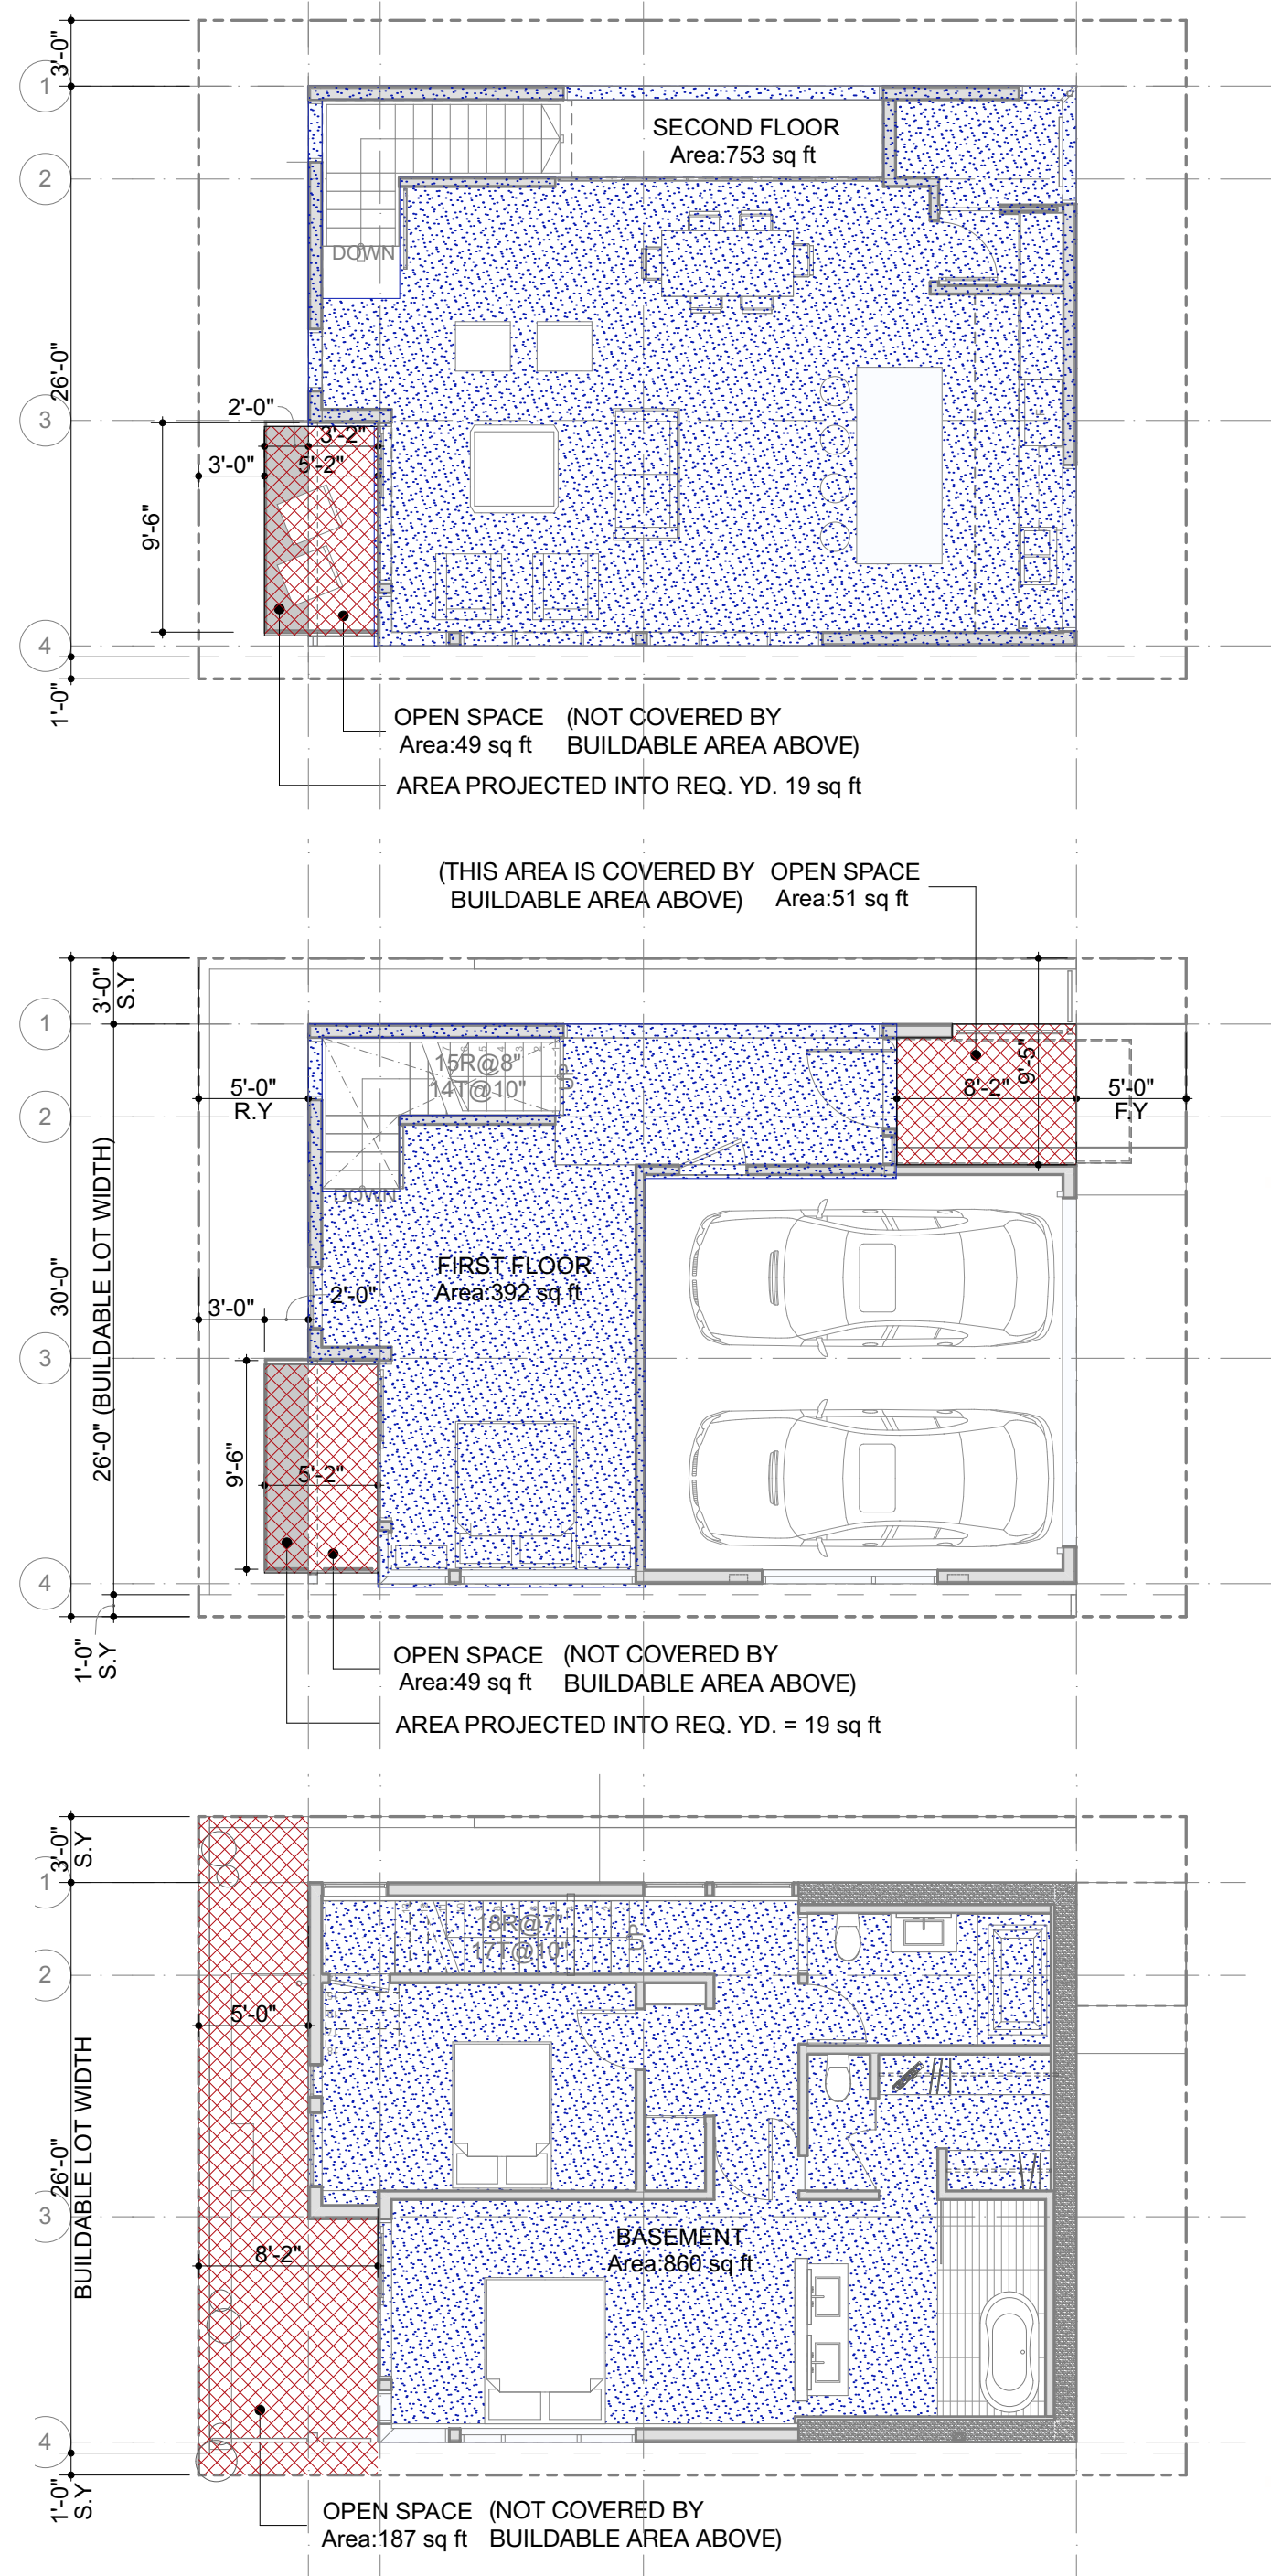 3'-0"
1
SECOND FLOOR
Area:753 sq ft
2
DOWN
26'-0"
2'-0"
3
3'-2"
3'-0"
5'-2"
9'-6"
4
1'-0"
OPEN SPACE (NOT COVERED BY
Area:49 sq ft BUILDABLE AREA ABOVE)
AREA PROJECTED INTO REQ. YD. 19 sq ft
(THIS AREA IS COVERED BY OPEN SPACE
BUILDABLE AREA ABOVE) Area:51 sq ft
3'-0"
S.Y
1
15R@8"
14T@10"
UP
9'-5"
8'-2"
5'-0"
R.Y
5'-0"
F.Y
2
DOWN
30'-0"
26'-0" (BUILDABLE LOT WIDTH)
FIRST FLOOR
Area:392 sq ft
3'-0"
2'-0"
3
9'-6"
5'-2"
4
1'-0"
S.Y
OPEN SPACE (NOT COVERED BY
Area:49 sq ft BUILDABLE AREA ABOVE)
AREA PROJECTED INTO REQ. YD. = 19 sq ft
3'-0"
S.Y
1
18R@7"
17T@10"
UP
2
5'-0"
26'-0"
BUILDABLE LOT WIDTH
3
BASEMENT
Area:860 sq ft
8'-2"
4
1'-0"
S.Y
OPEN SPACE (NOT COVERED BY
Area:187 sq ft BUILDABLE AREA ABOVE)